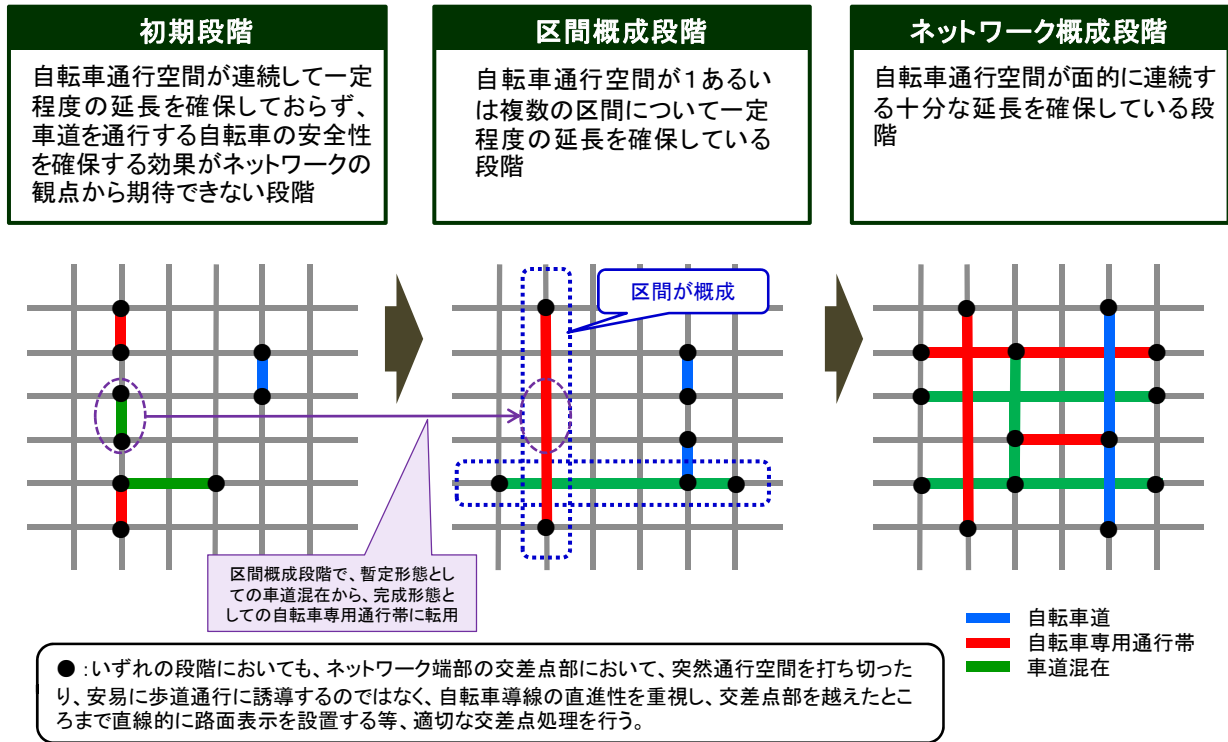 初期段階
自転車通行空間が連続して一定
程度の延長を確保しておらず、
車道を通行する自転車の安全性
を確保する効果がネットワークの
観点から期待できない段階
区間概成段階
自転車通行空間が１あるい
は複数の区間について一定
程度の延長を確保している
段階
ネットワーク概成段階
自転車通行空間が面的に連続
する十分な延長を確保している段
階
区間が概成
区間概成段階で、暫定形態とし
ての車道混在から、完成形態と
しての自転車専用通行帯に転用
自転車道
自転車専用通行帯
車道混在
● ：いずれの段階においても、ネットワーク端部の交差点部において、突然通行空間を打ち切った
り、安易に歩道通行に誘導するのではなく、自転車導線の直進性を重視し、交差点部を越えたとこ
ろまで直線的に路面表示を設置する等、適切な交差点処理を行う。